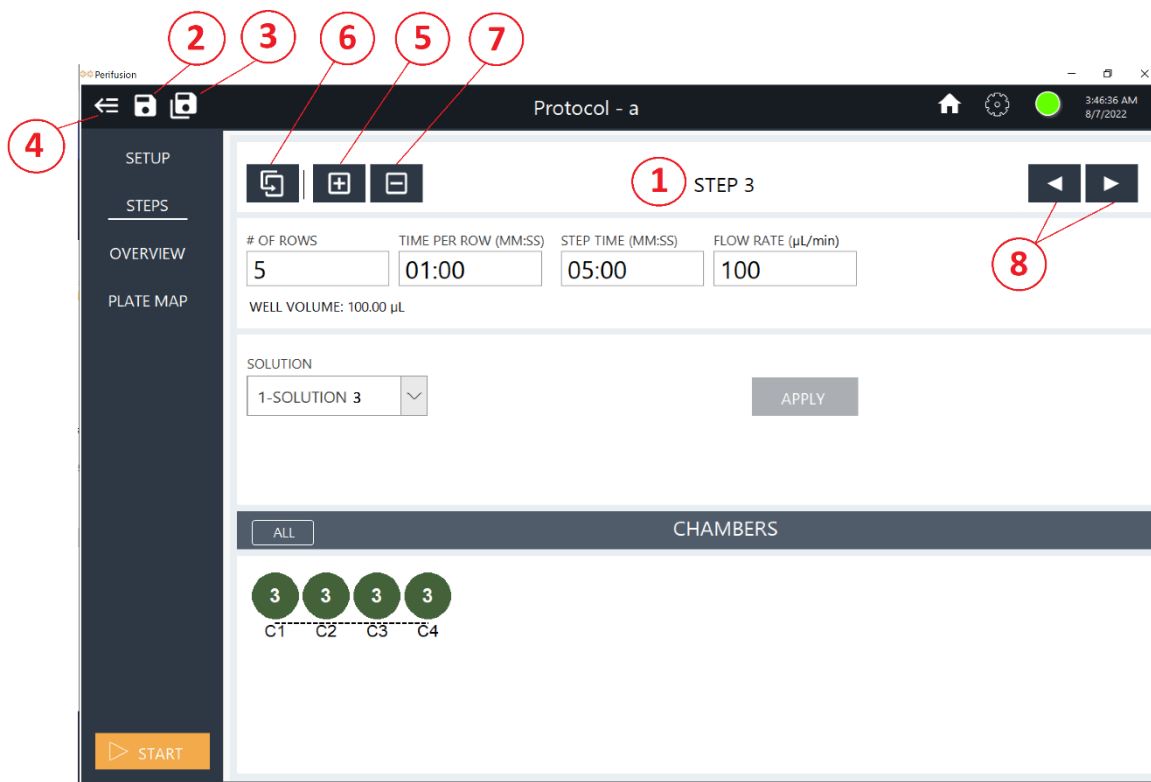 2 3 6 5 7
Perifusion
Protocol - a
3:46:36 AM
8/7/2022
4
SETUP
STEPS
OVERVIEW
PLATE MAP
1 STEP 3
# OF ROWS TIME PER ROW (MM:SS) STEP TIME (MM:SS) FLOW RATE (µL/min)
5 01:00 05:00 100
8
WELL VOLUME: 100.00 µL
SOLUTION
1-SOLUTION 3
APPLY
ALL CHAMBERS
3 3 3 3
C1 C2 C3 C4
START